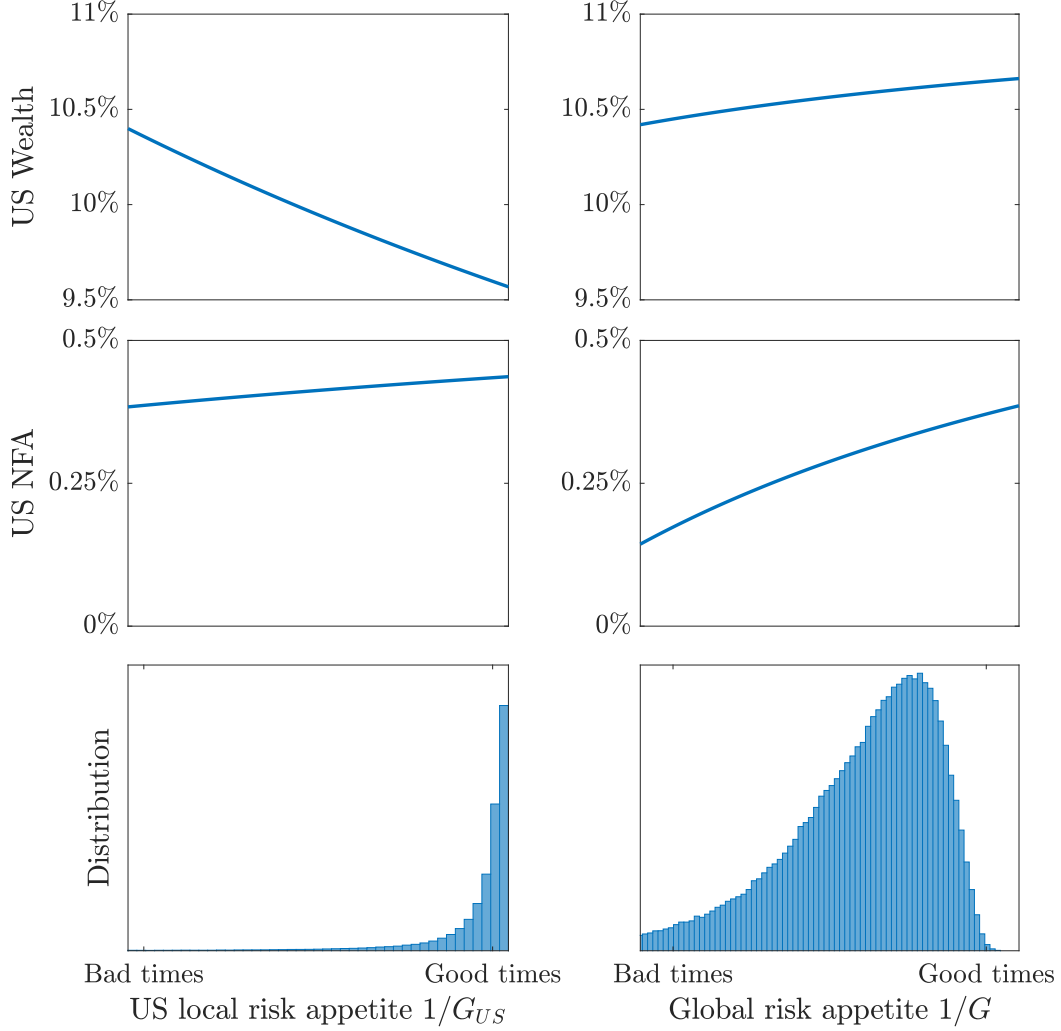 11%
10.5%
10%
9.5%
US Wealth
11%
10.5%
10%
9.5%
0.5%
0.25%
0%
US NFA
0.5%
0.25%
0%
Distribution
Bad times
Good times
US local risk appetite 1/G_{US}
Bad times
Good times
Global risk appetite 1/G